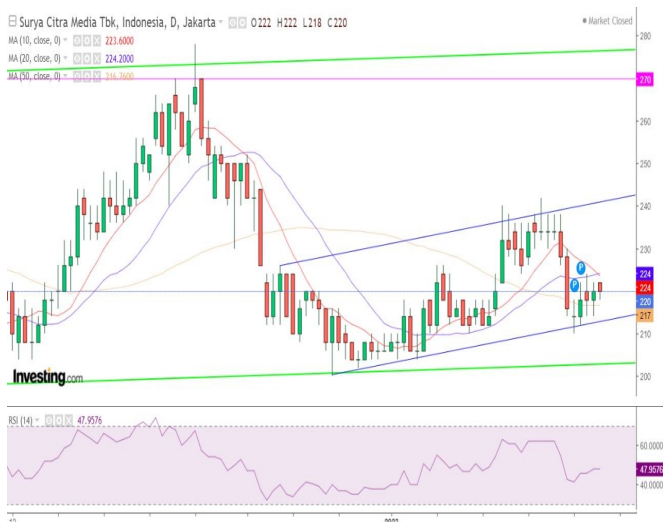 Surya Citra Media Tbk, Indonesia, D, Jakarta O222 H222 L218 C220
Market Closed
MA (10, close, 0) 223.6000
MA (20, close, 0) 224.2000
MA (50, close, 0) 216.7600
280
270
260
250
240
230
224
224
220
217
210
200
P
P
Investing.com
RSI (14) 47.9576
60.0000
47.9576
40.0000